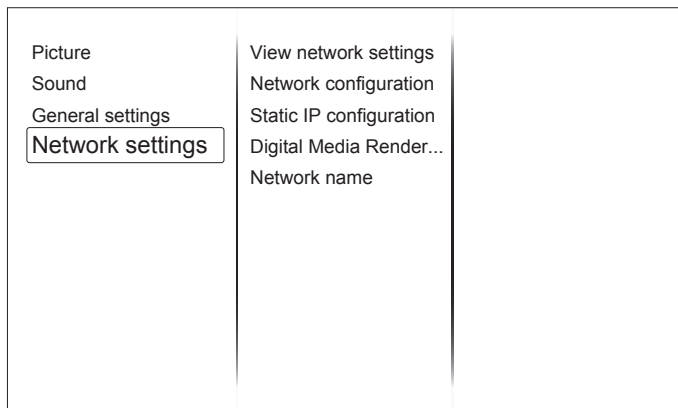 Picture
Sound
General settings
Network settings
View network settings
Network configuration
Static IP configuration
Digital Media Render...
Network name